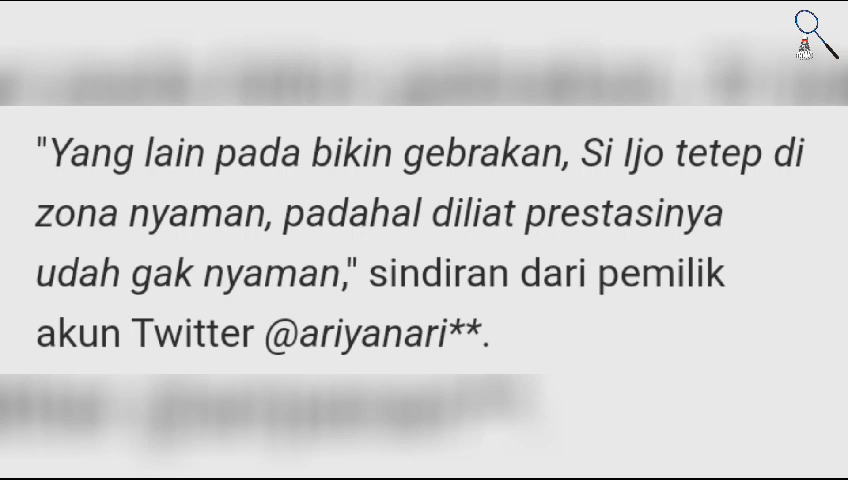 "Yang lain pada bikin gebrakan, Si Ijo tetep di
zona nyaman, padahal diliat prestasinya
udah gak nyaman," sindiran dari pemilik
akun Twitter @ariyanari**.